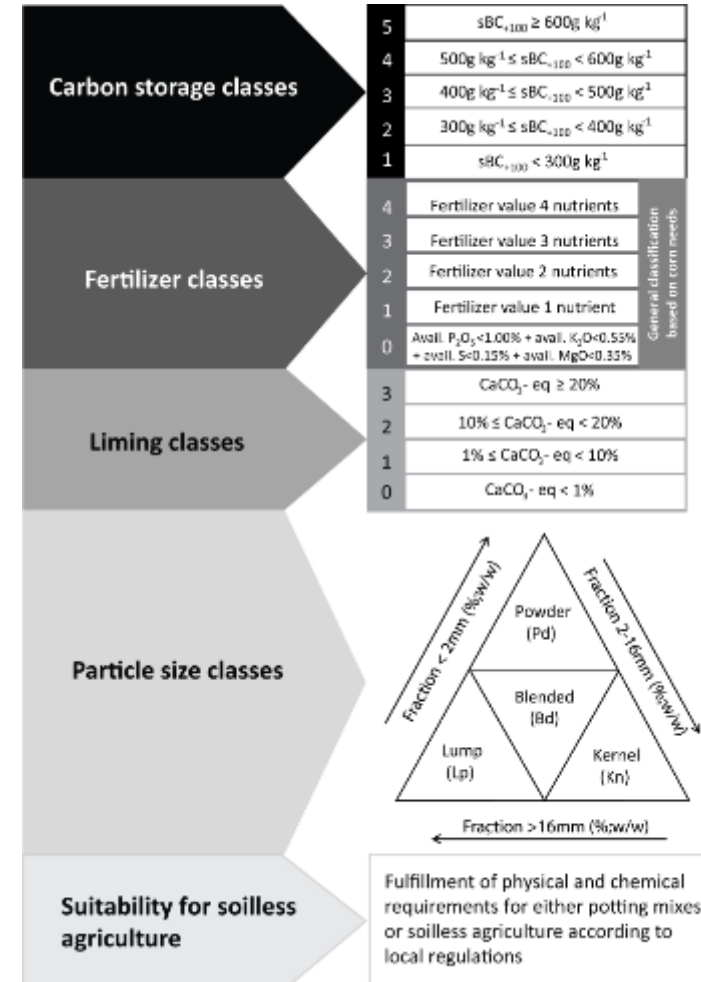 Carbon storage classes
5 sBC₊₁₀₀ ≥ 600g kg⁻¹
4 500g kg⁻¹ ≤ sBC₊₁₀₀ < 600g kg⁻¹
3 400g kg⁻¹ ≤ sBC₊₁₀₀ < 500g kg⁻¹
2 300g kg⁻¹ ≤ sBC₊₁₀₀ < 400g kg⁻¹
1 sBC₊₁₀₀ < 300g kg⁻¹
Fertilizer classes
4 Fertilizer value 4 nutrients
3 Fertilizer value 3 nutrients
2 Fertilizer value 2 nutrients
1 Fertilizer value 1 nutrient
0 Avail. P₂O₅<1.00% + avail. K₂O<0.55%
+ avail. S<0.15% + avail. MgO<0.35%
General classification
based on corn needs
Liming classes
3 CaCO₃- eq ≥ 20%
2 10% ≤ CaCO₃- eq < 20%
1 1% ≤ CaCO₃- eq < 10%
0 CaCO₃- eq < 1%
Particle size classes
Fraction < 2mm (%;w/w)
Fraction 2-16mm (%;w/w)
Powder
(Pd)
Blended
(Bd)
Lump
(Lp)
Kernel
(Kn)
Fraction >16mm (%;w/w)
Suitability for soilless
agriculture
Fulfillment of physical and chemical
requirements for either potting mixes
or soilless agriculture according to
local regulations